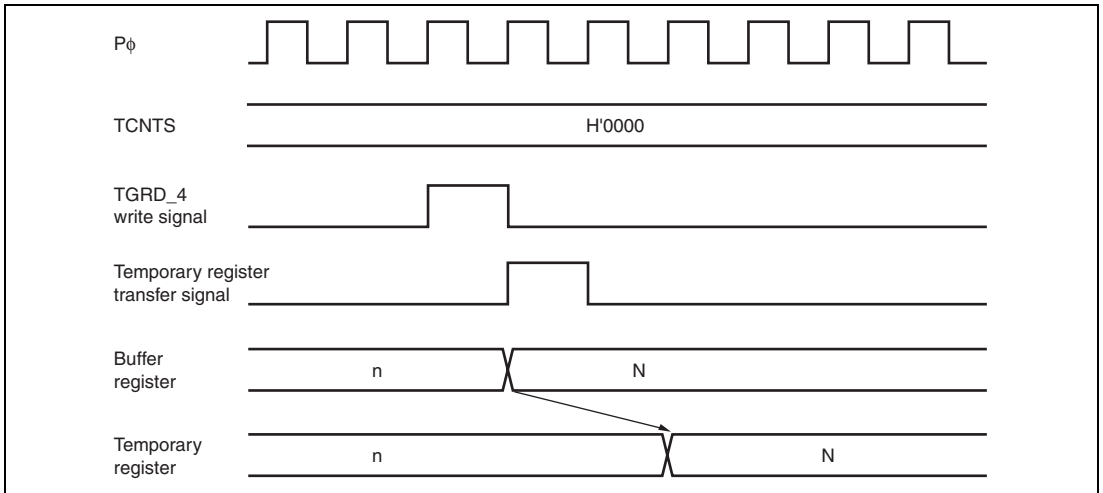 Pϕ
TCNTS
H'0000
TGRD_4
write signal
Temporary register
transfer signal
Buffer
register
n
N
Temporary
register
n
N